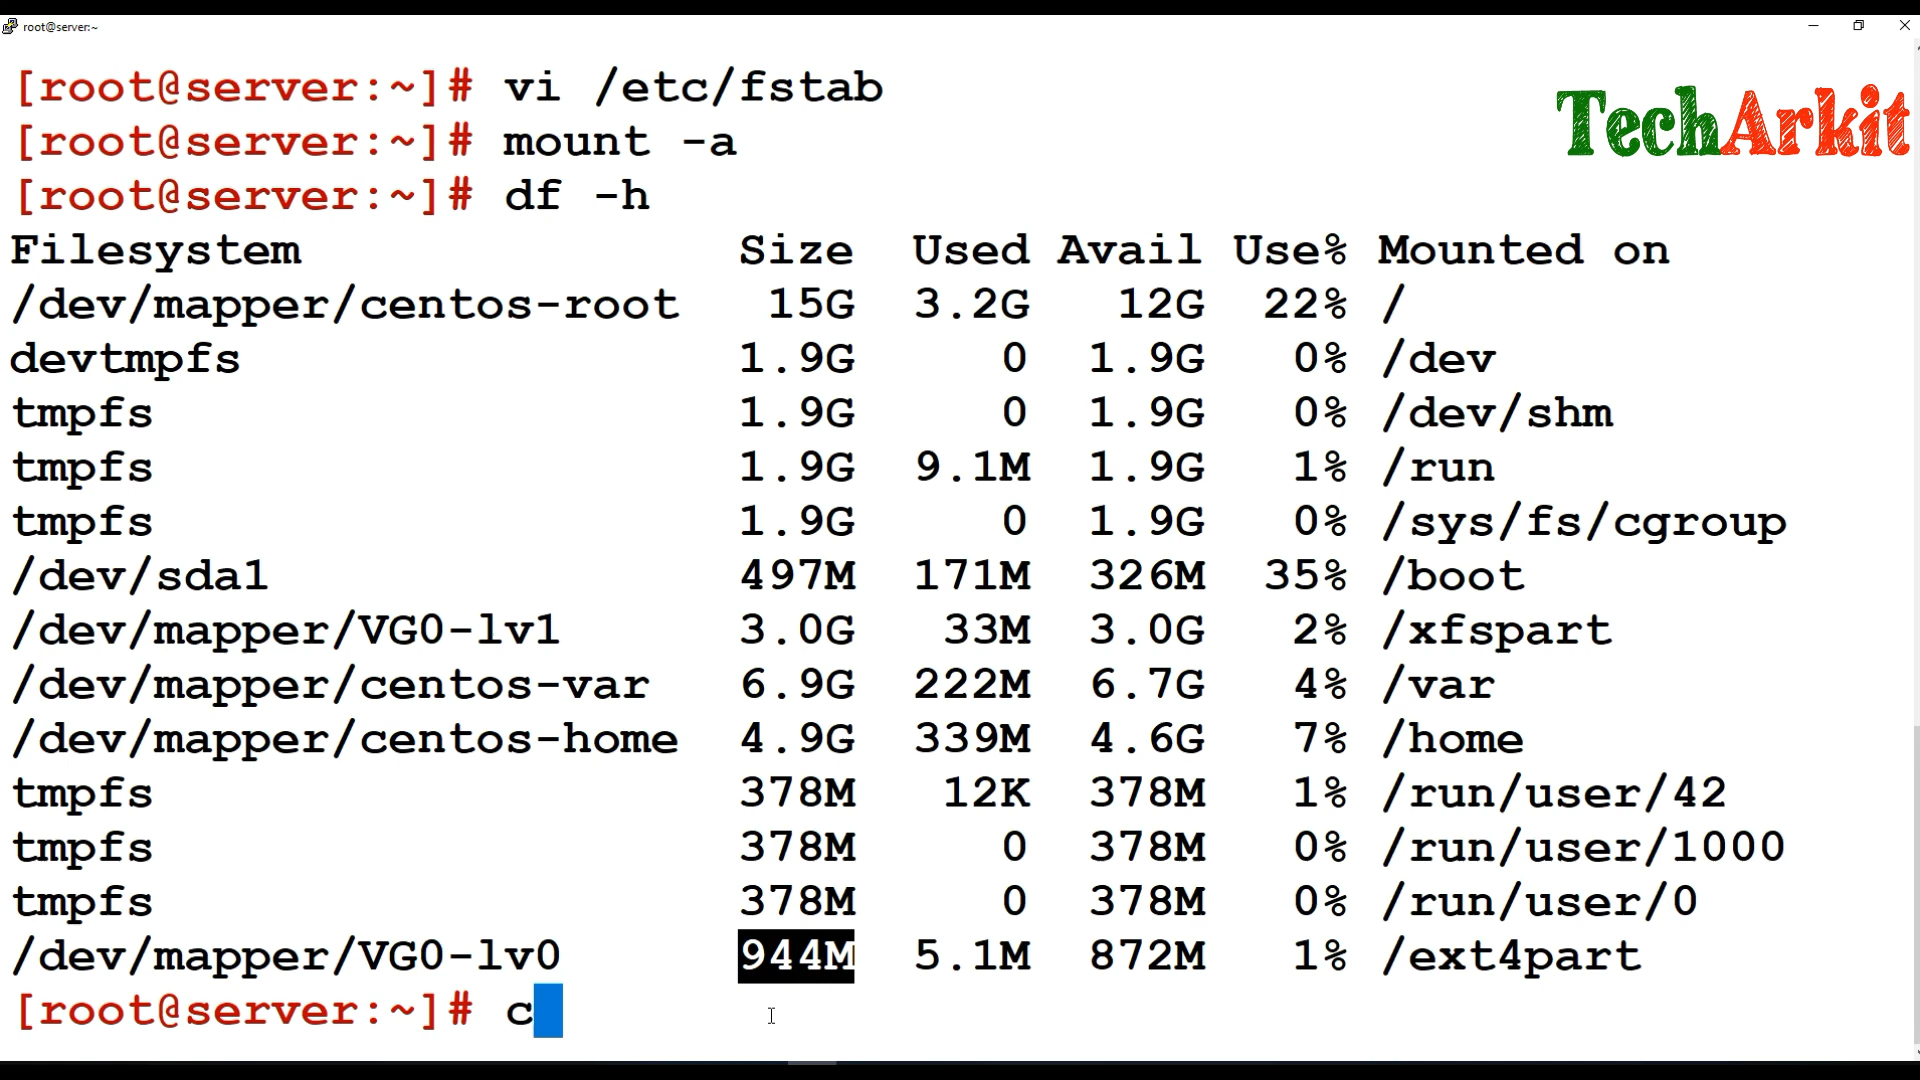 root@server:~
TechArkit
[root@server:~]# vi /etc/fstab
[root@server:~]# mount -a
[root@server:~]# df -h
Filesystem Size Used Avail Use% Mounted on
/dev/mapper/centos-root 15G 3.2G 12G 22% /
devtmpfs 1.9G 0 1.9G 0% /dev
tmpfs 1.9G 0 1.9G 0% /dev/shm
tmpfs 1.9G 9.1M 1.9G 1% /run
tmpfs 1.9G 0 1.9G 0% /sys/fs/cgroup
/dev/sda1 497M 171M 326M 35% /boot
/dev/mapper/VG0-lv1 3.0G 33M 3.0G 2% /xfspart
/dev/mapper/centos-var 6.9G 222M 6.7G 4% /var
/dev/mapper/centos-home 4.9G 339M 4.6G 7% /home
tmpfs 378M 12K 378M 1% /run/user/42
tmpfs 378M 0 378M 0% /run/user/1000
tmpfs 378M 0 378M 0% /run/user/0
/dev/mapper/VG0-lv0 944M 5.1M 872M 1% /ext4part
[root@server:~]# c